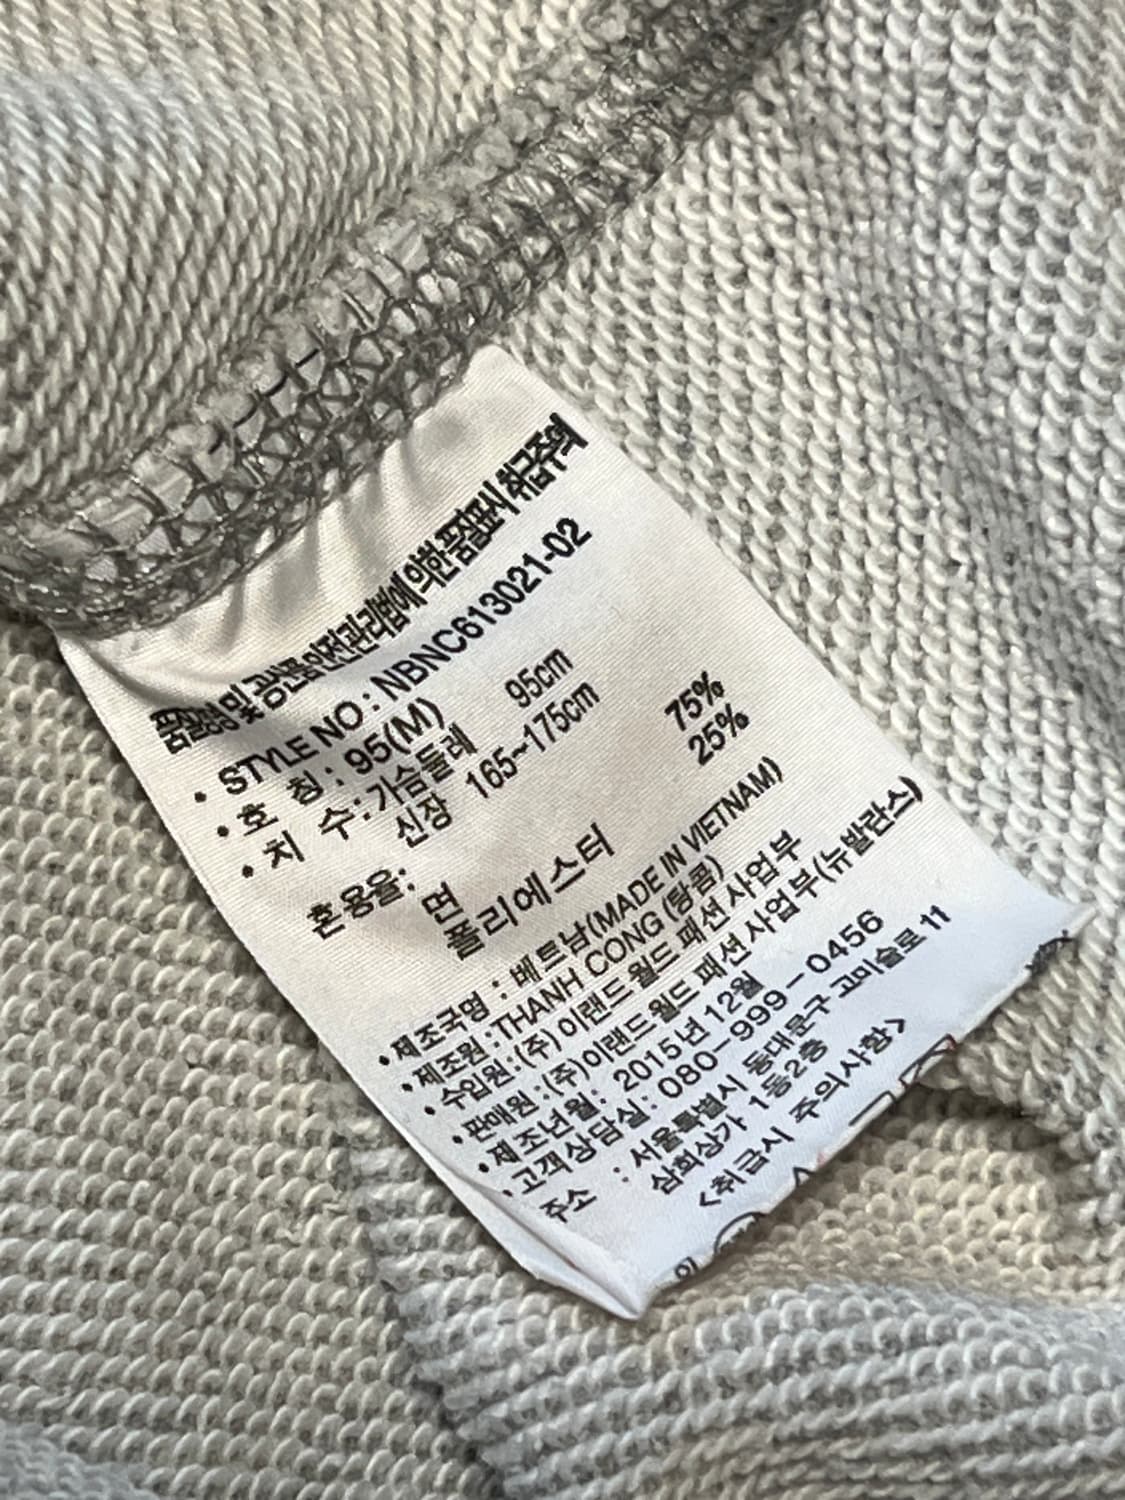 품질경영 및 공산품안전관리법에 의한 품질표시 취급주의
• STYLE NO : NBNC613021-02
• 호 칭 : 95(M)
• 치 수 : 가슴둘레 95cm
신장 165~175cm
혼용율:
면 75%
폴리에스터 25%
• 제조국명 : 베트남(MADE IN VIETNAM)
• 제조원 :THANH CONG (탕콤)
• 수입원 : (주) 이랜드 월드 패션 사업부
• 판매원 : (주)이랜드 월드 패션 사업부(뉴발란스)
• 제조년월 : 2015년 12월
• 고객상담실 : 080-999-0456
주소 : 서울특별시 동대문구 고미술로 11
삼희상가 1동2층
<취급시 주의사항>